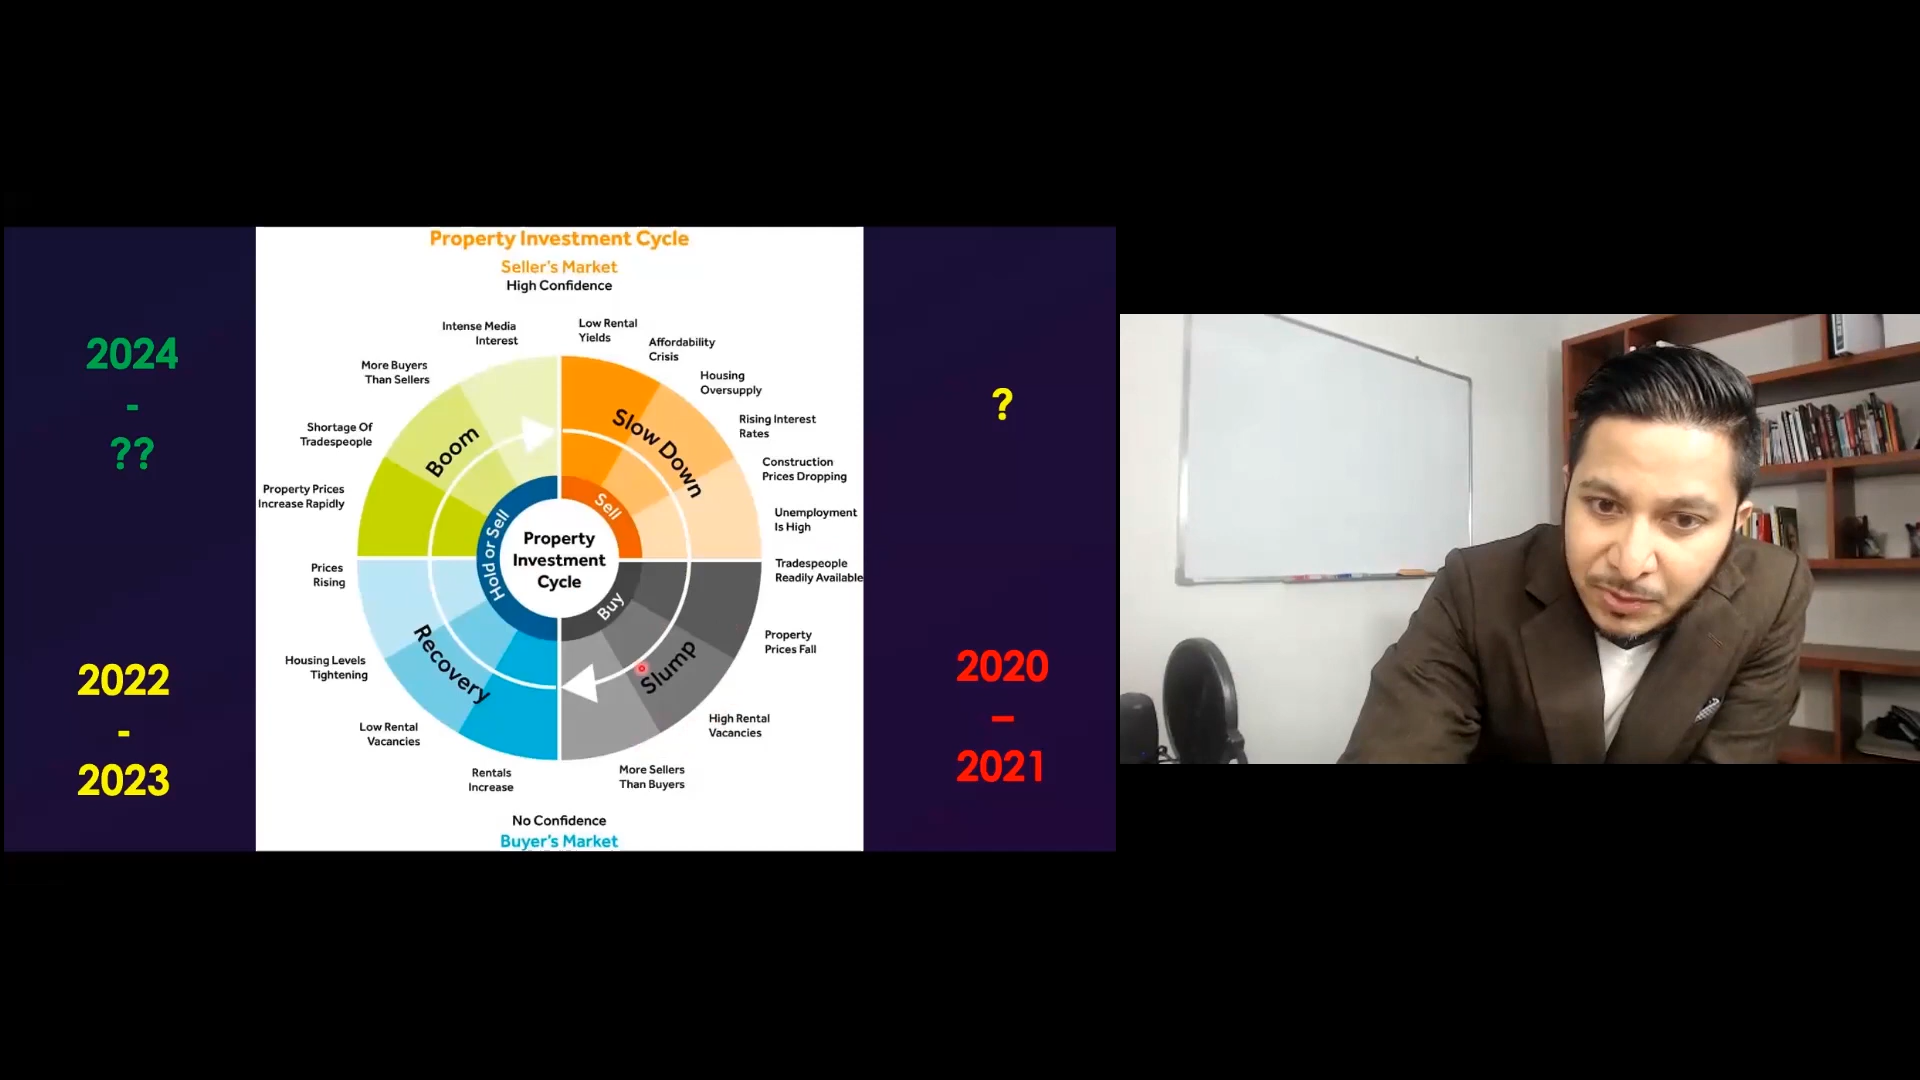 Property Investment Cycle
Seller's Market
High Confidence
2024
-
??
2022
-
2023
Intense Media
Interest
More Buyers
Than Sellers
Shortage Of
Tradespeople
Property Prices
Increase Rapidly
Prices
Rising
Housing Levels
Tightening
Low Rental
Vacancies
Rentals
Increase
Low Rental
Yields
Affordability
Crisis
Housing
Oversupply
Rising Interest
Rates
Construction
Prices Dropping
Unemployment
Is High
Tradespeople
Readily Available
Property
Prices Fall
High Rental
Vacancies
More Sellers
Than Buyers
Boom
Slow Down
Recovery
Slump
Hold or Sell
Sell
Buy
Property
Investment
Cycle
No Confidence
Buyer's Market
?
2020
–
2021